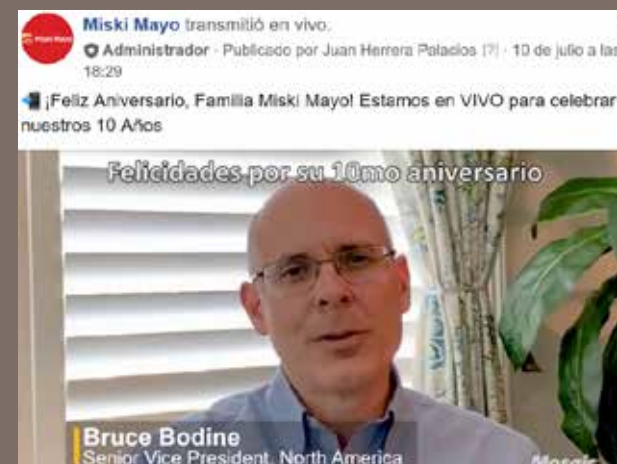 Miski Mayo transmitió en vivo.
Administrador · Publicado por Juan Herrera Palacios [?] · 10 de julio a las
18:29
¡Feliz Aniversario, Familia Miski Mayo! Estamos en VIVO para celebrar
nuestros 10 Años
Felicidades por su 10mo aniversario
Bruce Bodine
Senior Vice President, North America
Mosaic